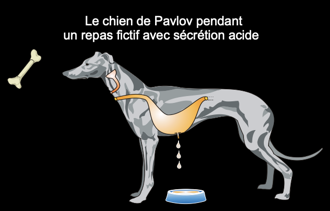 Le chien de Pavlov pendant
un repas fictif avec sécrétion acide